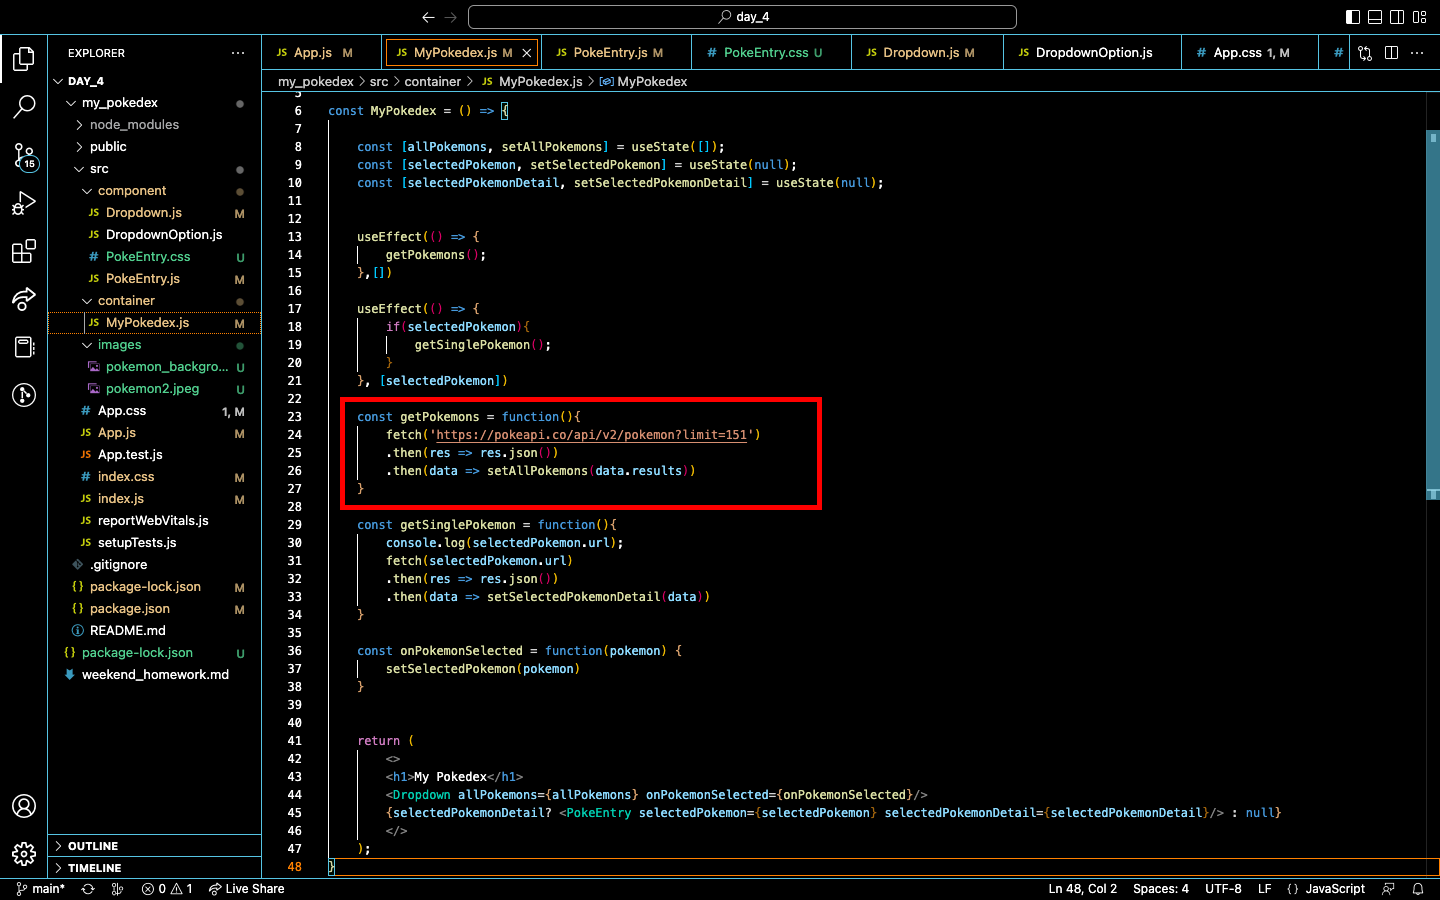 day_4
EXPLORER
DAY_4
my_pokedex
node_modules
public
src
component
Dropdown.js M
DropdownOption.js
PokeEntry.css U
PokeEntry.js M
container
MyPokedex.js M
images
pokemon_backgro... U
pokemon2.jpeg U
App.css 1, M
App.js M
App.test.js
index.css M
index.js M
reportWebVitals.js
setupTests.js
.gitignore
package-lock.json M
package.json M
README.md
package-lock.json U
weekend_homework.md
OUTLINE
TIMELINE
15
JS App.js M
JS MyPokedex.js M
JS PokeEntry.js M
# PokeEntry.css U
JS Dropdown.js M
JS DropdownOption.js
# App.css 1, M
#
my_pokedex > src > container > JS MyPokedex.js > MyPokedex
5
6 const MyPokedex = () => {
7
8 const [allPokemons, setAllPokemons] = useState([]);
9 const [selectedPokemon, setSelectedPokemon] = useState(null);
10 const [selectedPokemonDetail, setSelectedPokemonDetail] = useState(null);
11
12
13 useEffect(() => {
14 getPokemons();
15 },[])
16
17 useEffect(() => {
18 if(selectedPokemon){
19 getSinglePokemon();
20 }
21 }, [selectedPokemon])
22
23 const getPokemons = function(){
24 fetch('https://pokeapi.co/api/v2/pokemon?limit=151')
25 .then(res => res.json())
26 .then(data => setAllPokemons(data.results))
27 }
28
29 const getSinglePokemon = function(){
30 console.log(selectedPokemon.url);
31 fetch(selectedPokemon.url)
32 .then(res => res.json())
33 .then(data => setSelectedPokemonDetail(data))
34 }
35
36 const onPokemonSelected = function(pokemon) {
37 setSelectedPokemon(pokemon)
38 }
39
40
41 return (
42 <>
43 <h1>My Pokedex</h1>
44 <Dropdown allPokemons={allPokemons} onPokemonSelected={onPokemonSelected}/>
45 {selectedPokemonDetail? <PokeEntry selectedPokemon={selectedPokemon} selectedPokemonDetail={selectedPokemonDetail}/> : null}
46 </>
47 );
48 }
main* 0 1 Live Share Ln 48, Col 2 Spaces: 4 UTF-8 LF {} JavaScript